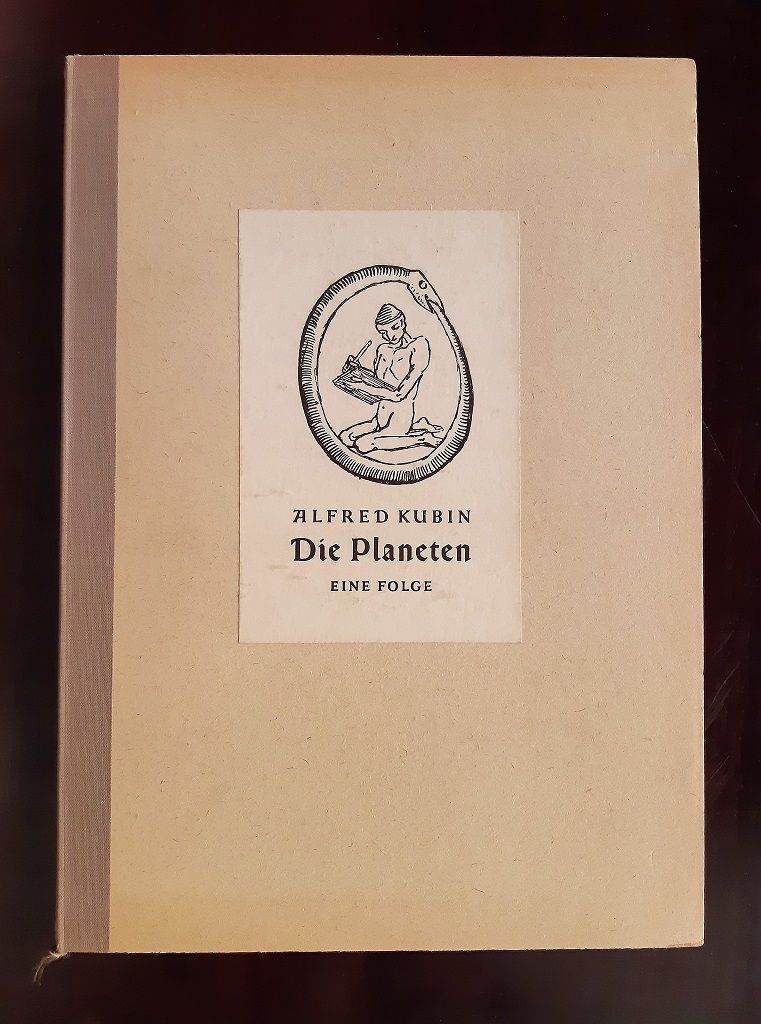 ALFRED KUBIN
Die Planeten
EINE FOLGE